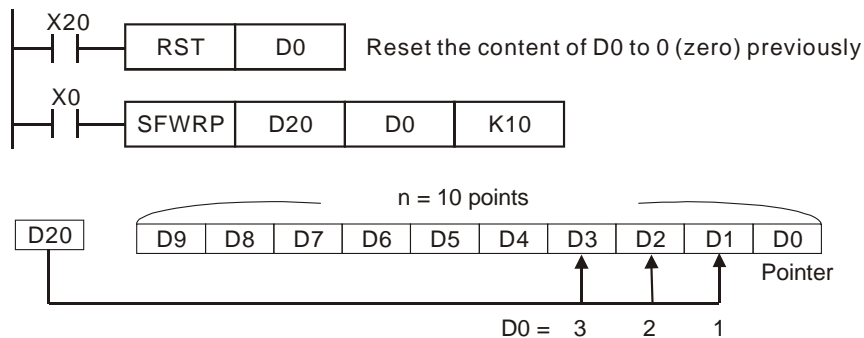 X20
RST D0 Reset the content of D0 to 0 (zero) previously
X0
SFWRP D20 D0 K10
n = 10 points
D20 D9 D8 D7 D6 D5 D4 D3 D2 D1 D0
Pointer
D0 = 3 2 1